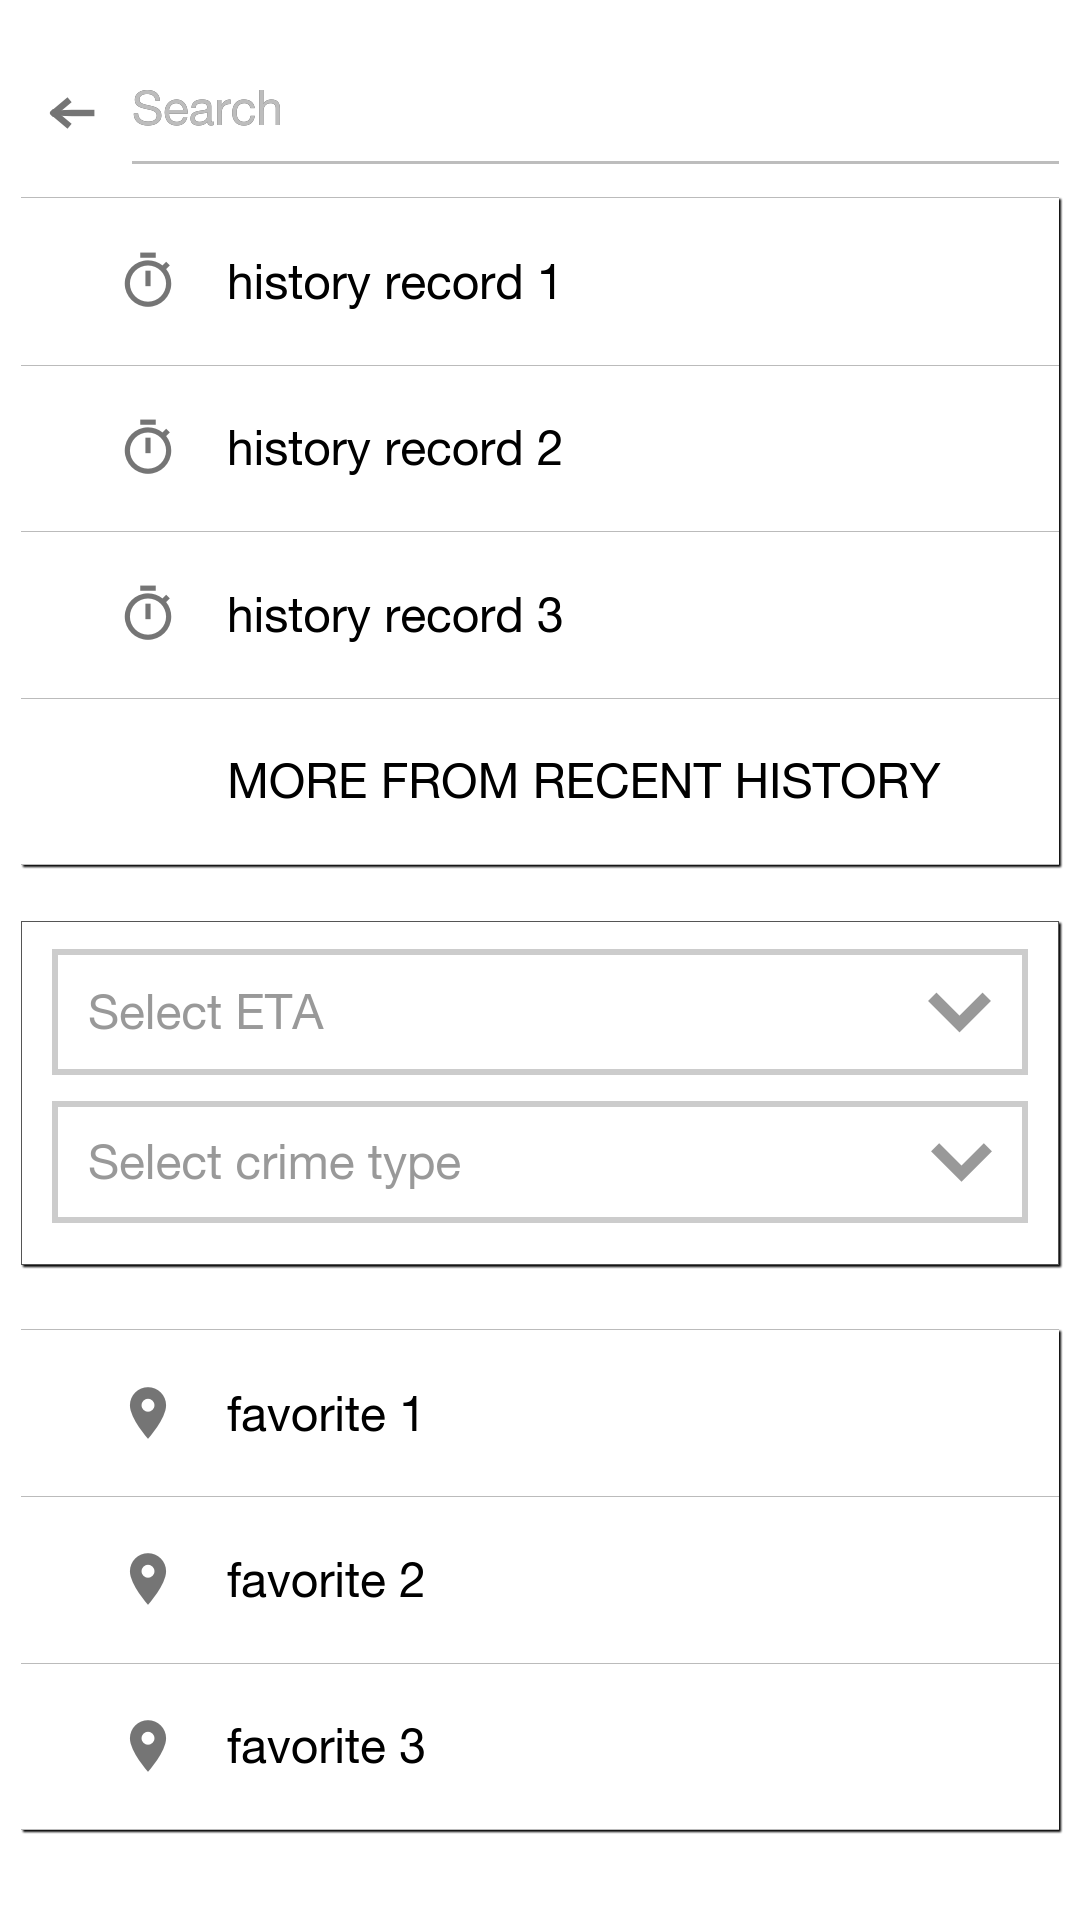 Search
history record 1
history record 2
history record 3
MORE FROM RECENT HISTORY
Select ETA
Select crime type
favorite 1
favorite 2
favorite 3